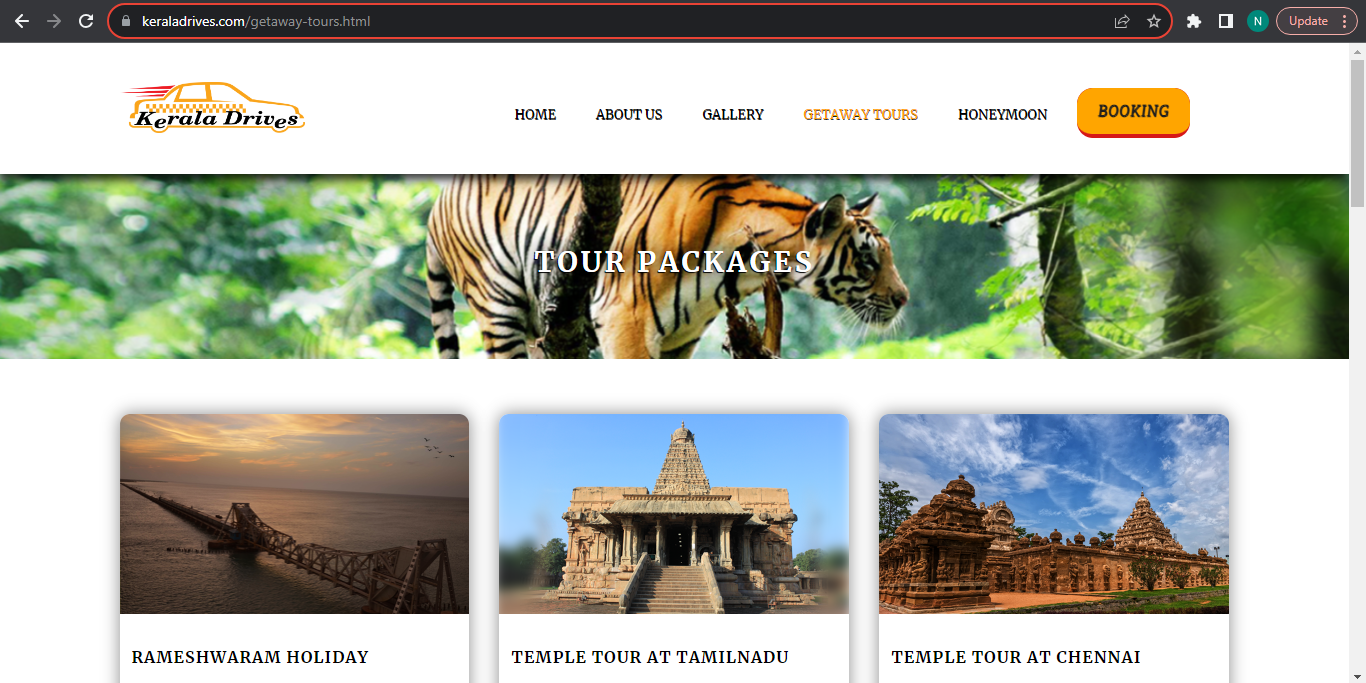 keraladrives.com/getaway-tours.html
N
Update
Kerala Drives
HOME
ABOUT US
GALLERY
GETAWAY TOURS
HONEYMOON
BOOKING
TOUR PACKAGES
RAMESHWARAM HOLIDAY
TEMPLE TOUR AT TAMILNADU
TEMPLE TOUR AT CHENNAI